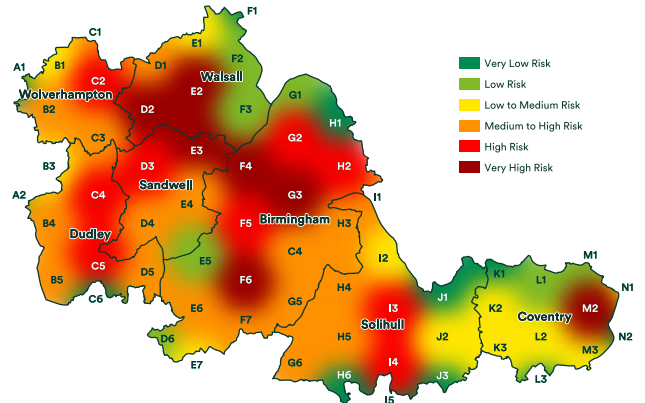 F1
C1
E1
A1
B1
D1
F2
C2
Walsall
Wolverhampton
E2
G1
B2
D2
F3
H1
C3
G2
E3
B3
D3
F4
H2
Sandwell
A2
C4
E4
G3
I1
B4
D4
F5
Birmingham
H3
Dudley
C4
I2
C5
E5
D5
B5
F6
H4
C6
G5
E6
I3
J1
F7
Solihull
D6
H5
J2
E7
G6
I4
H6
J3
I5
M1
K1
L1
N1
K2
M2
Coventry
L2
N2
K3
M3
L3
Very Low Risk
Low Risk
Low to Medium Risk
Medium to High Risk
High Risk
Very High Risk